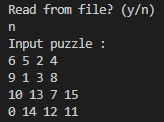 Read from file? (y/n)
n
Input puzzle :
6 5 2 4
9 1 3 8
10 13 7 15
0 14 12 11